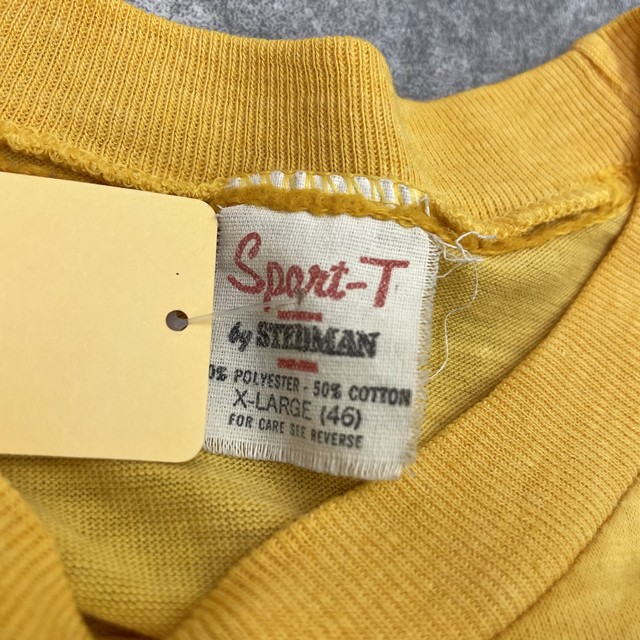 Sport-T
by STEDMAN
0% POLYESTER - 50% COTTON
X-LARGE (46)
FOR CARE SEE REVERSE